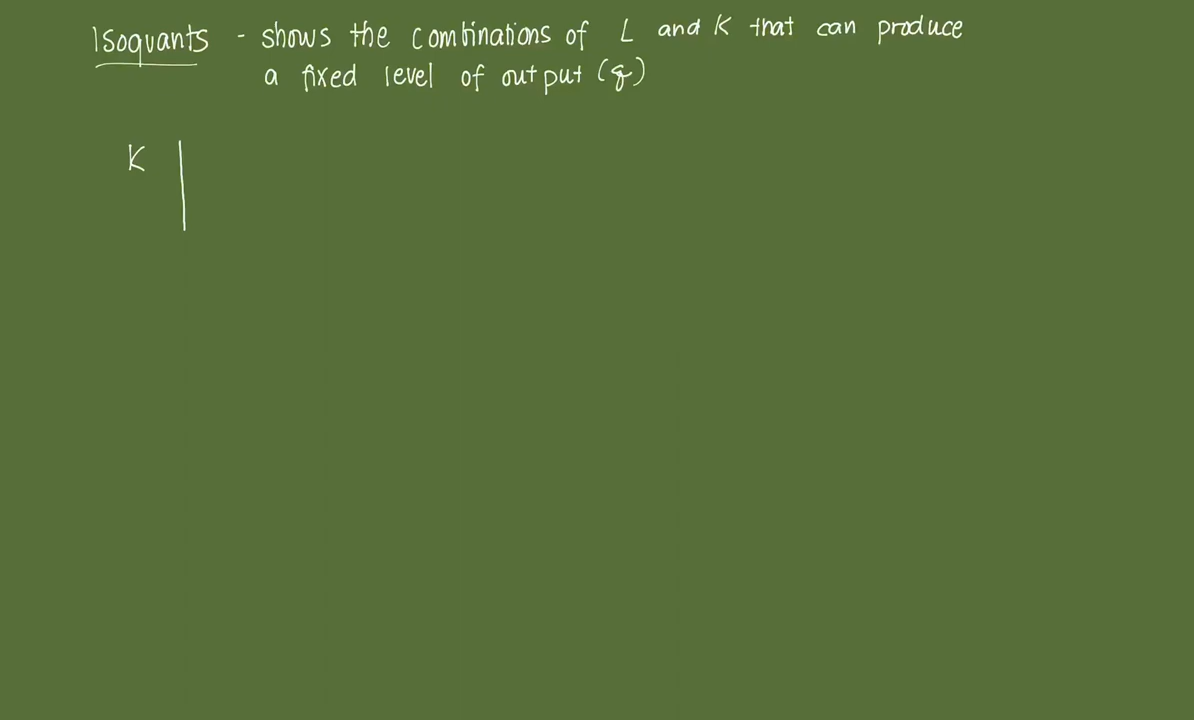 Isoquants - shows the combinations of L and K that can produce
a fixed level of output (q)
K